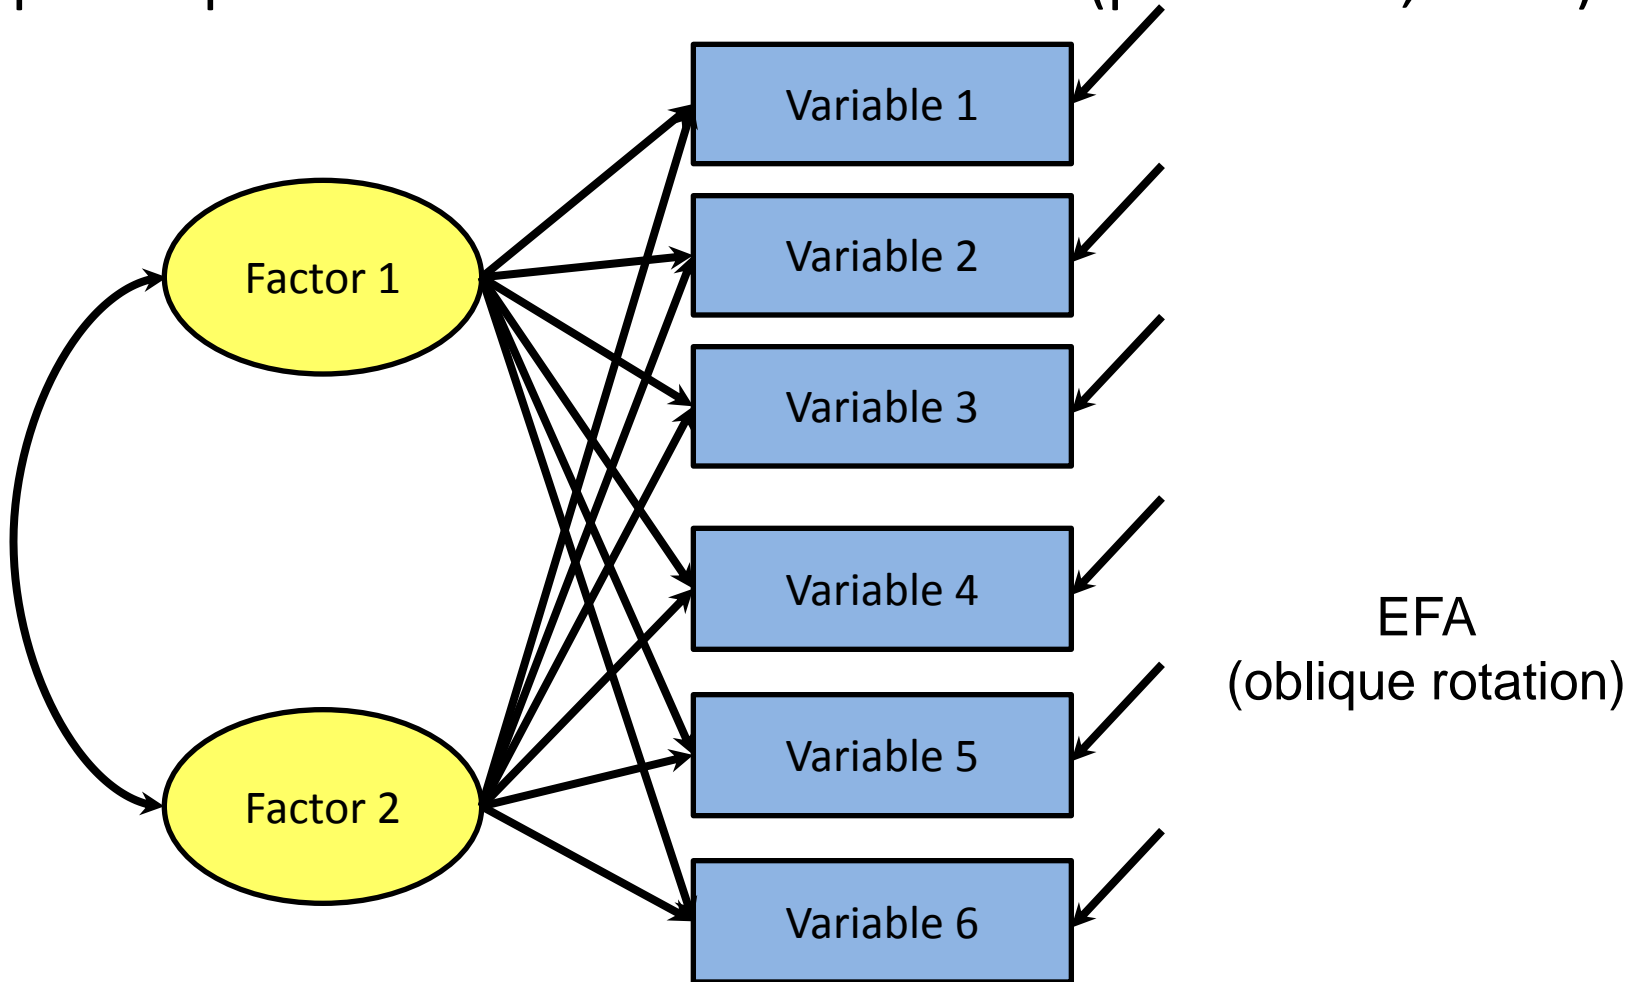 Variable 1
Variable 2
Factor 1
Variable 3
Variable 4
EFA
(oblique rotation)
Variable 5
Factor 2
Variable 6